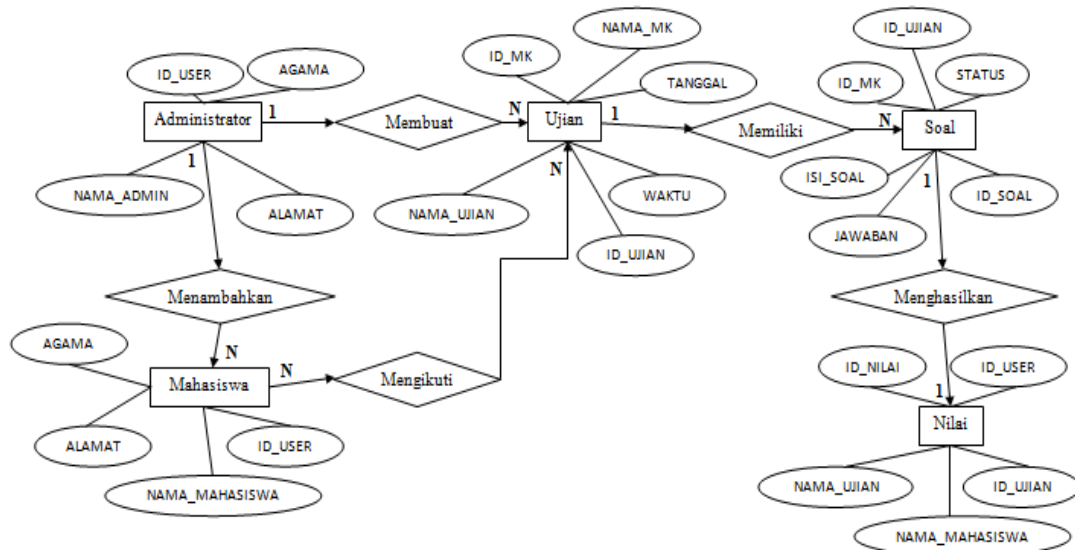 NAMA_MK
ID_UJIAN
ID_MK
ID_USER
AGAMA
TANGGAL
ID_MK
STATUS
Administrator
1
Membuat
N
Ujian
1
Memiliki
N
Soal
1
N
1
NAMA_ADMIN
ALAMAT
NAMA_UJIAN
WAKTU
ISI_SOAL
ID_SOAL
JAWABAN
ID_UJIAN
Menambahkan
Menghasilkan
AGAMA
N
Mahasiswa
N
Mengikuti
ID_NILAI
ID_USER
1
Nilai
ALAMAT
ID_USER
NAMA_MAHASISWA
NAMA_UJIAN
ID_UJIAN
NAMA_MAHASISWA